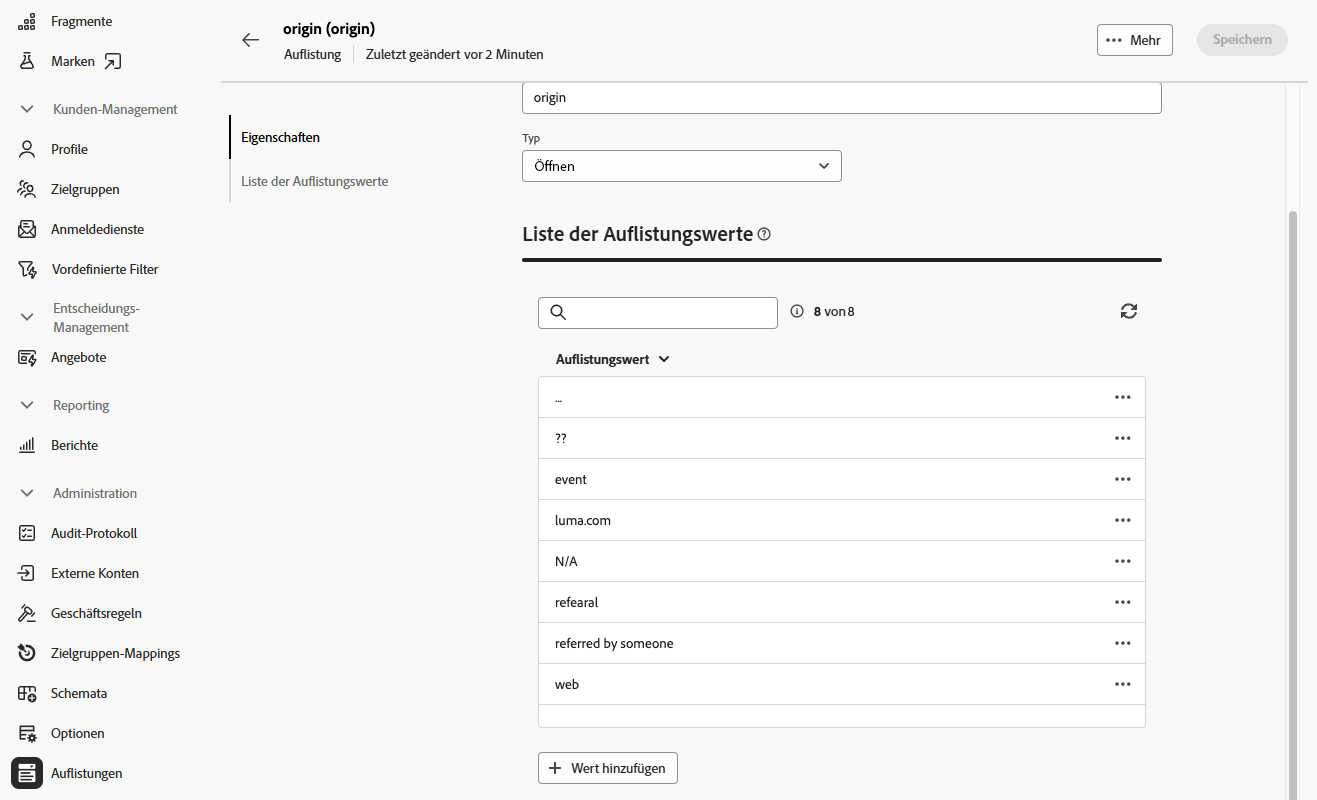 Fragmente
Marken
Kunden-Management
Profile
Zielgruppen
Anmeldedienste
Vordefinierte Filter
Entscheidungs-
Management
Angebote
Reporting
Berichte
Administration
Audit-Protokoll
Externe Konten
Geschäftsregeln
Zielgruppen-Mappings
Schemata
Optionen
Auflistungen
origin (origin)
Auflistung
Zuletzt geändert vor 2 Minuten
Mehr
Speichern
Eigenschaften
Liste der Auflistungswerte
origin
Typ
Öffnen
Liste der Auflistungswerte
8 von 8
Auflistungswert
...
??
event
luma.com
N/A
refearal
referred by someone
web
Wert hinzufügen